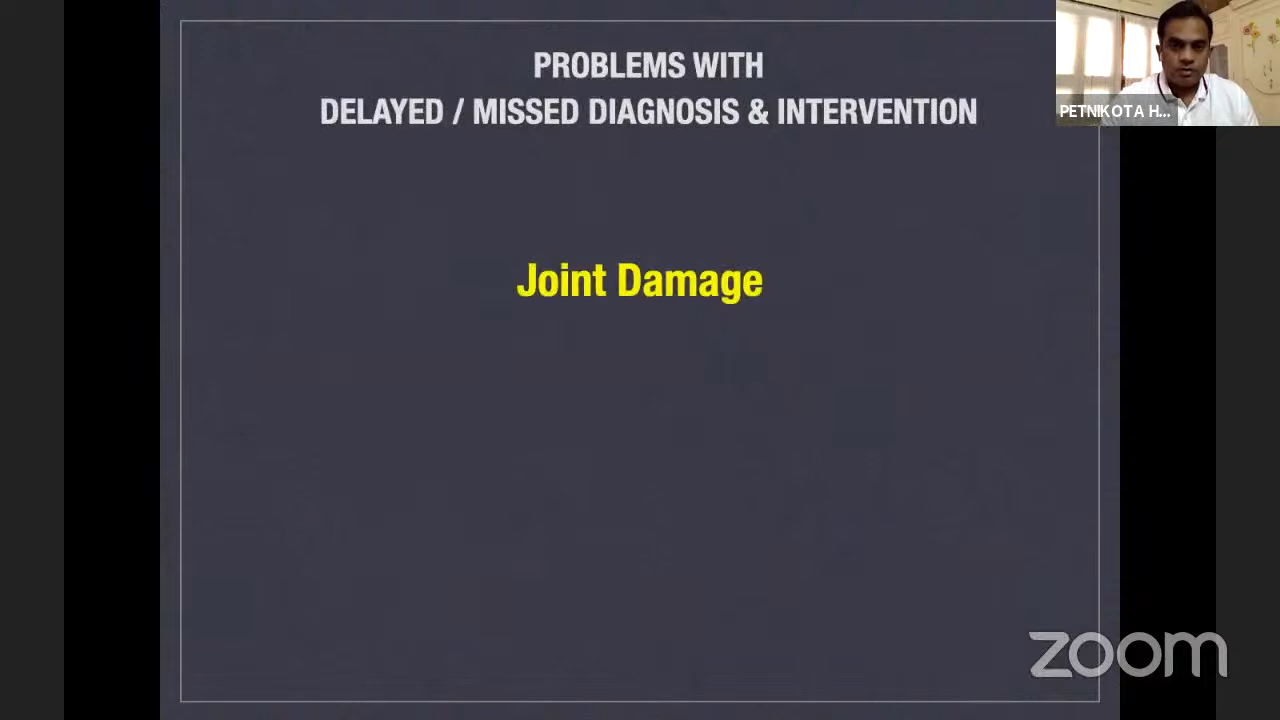 PROBLEMS WITH
DELAYED / MISSED DIAGNOSIS & INTERVENTION
PETNIKOTA H...
Joint Damage
zoom